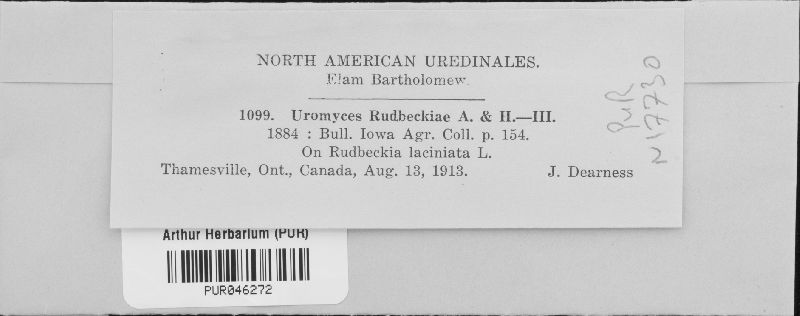 NORTH AMERICAN UREDINALES.
Elam Bartholomew.
1099. Uromyces Rudbeckiae A. & H.—III.
1884 : Bull. Iowa Agr. Coll. p. 154.
On Rudbeckia laciniata L.
Thamesville, Ont., Canada, Aug. 13, 1913. J. Dearness
PUR
N17730
Arthur Herbarium (PUR)
PUR046272